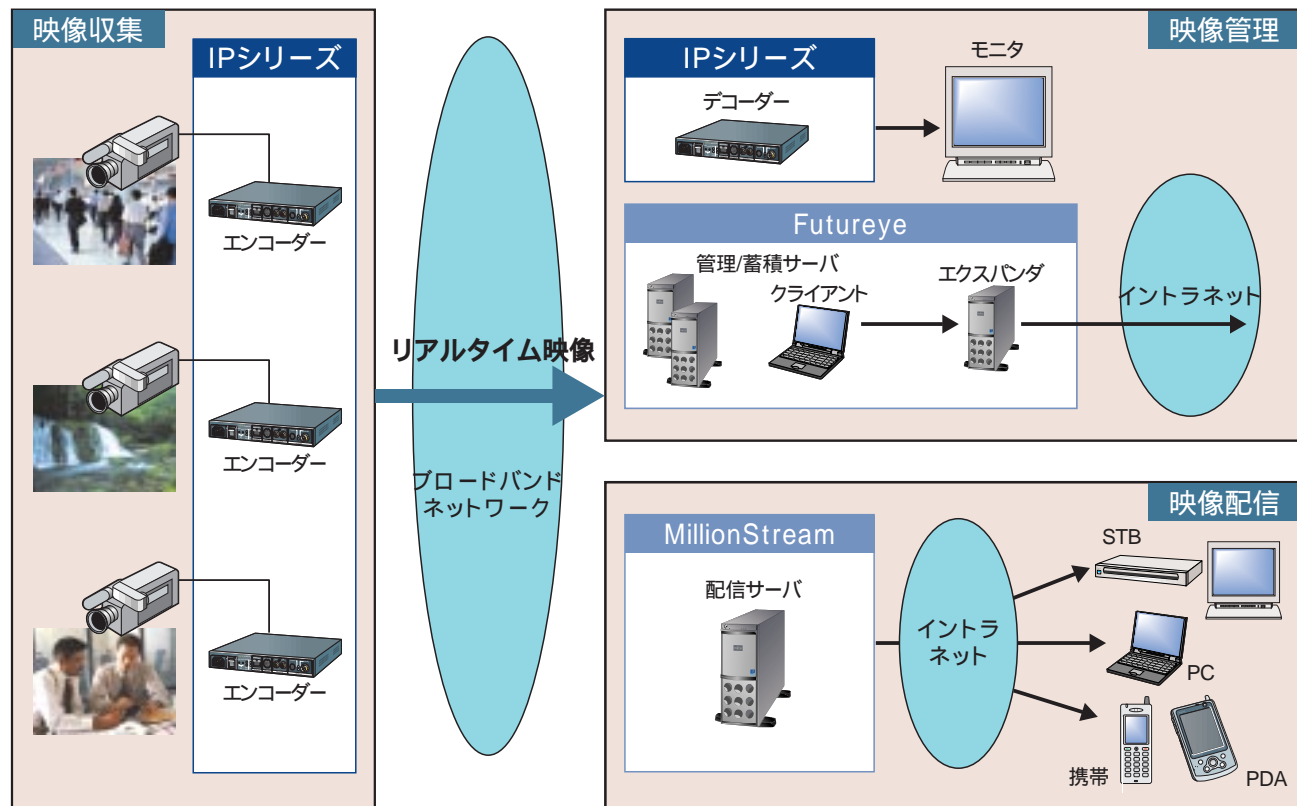 映像収集
IPシリーズ
エンコーダー
エンコーダー
エンコーダー
リアルタイム映像
ブロードバンド
ネットワーク
映像管理
IPシリーズ
デコーダー
モニタ
Futureye
管理/蓄積サーバ
クライアント
エクスパンダ
イントラネット
映像配信
MillionStream
配信サーバ
イントラ
ネット
STB
PC
携帯
PDA